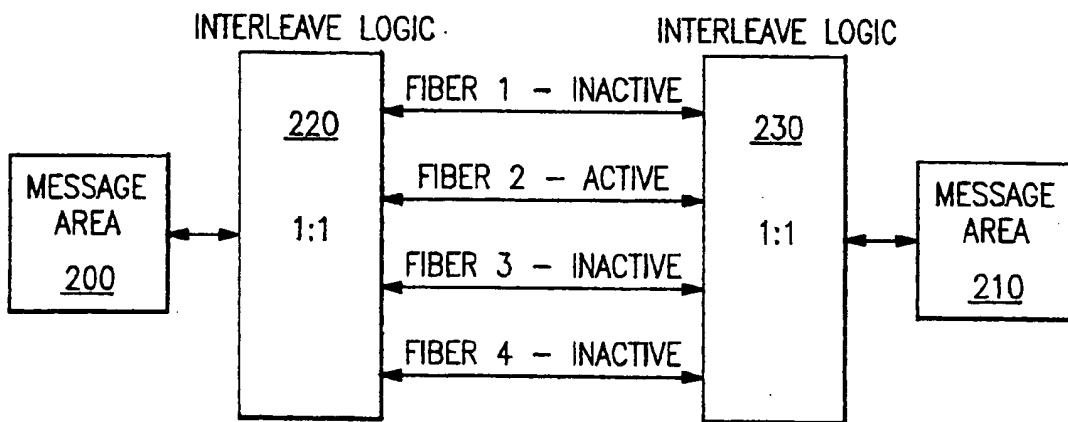 INTERLEAVE LOGIC
INTERLEAVE LOGIC
FIBER 1 – INACTIVE
220
230
FIBER 2 – ACTIVE
MESSAGE
AREA
200
1:1
1:1
MESSAGE
AREA
210
FIBER 3 – INACTIVE
FIBER 4 – INACTIVE